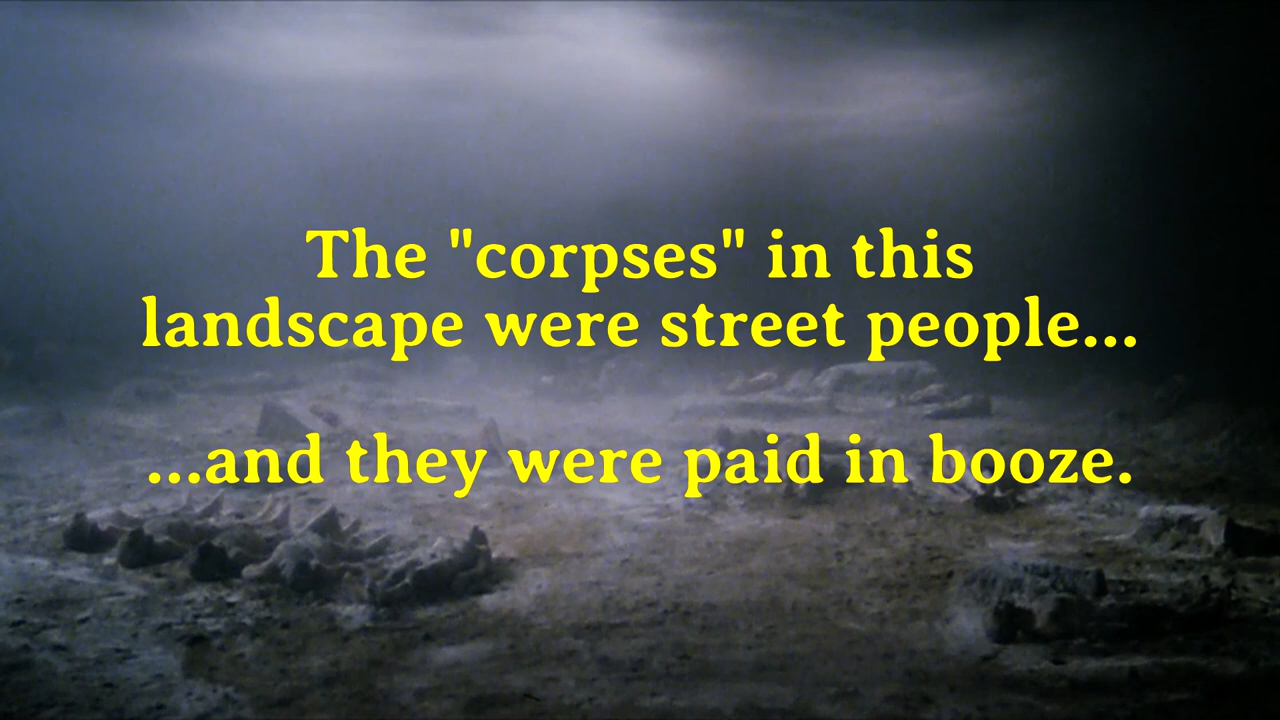 The "corpses" in this
landscape were street people...
...and they were paid in booze.